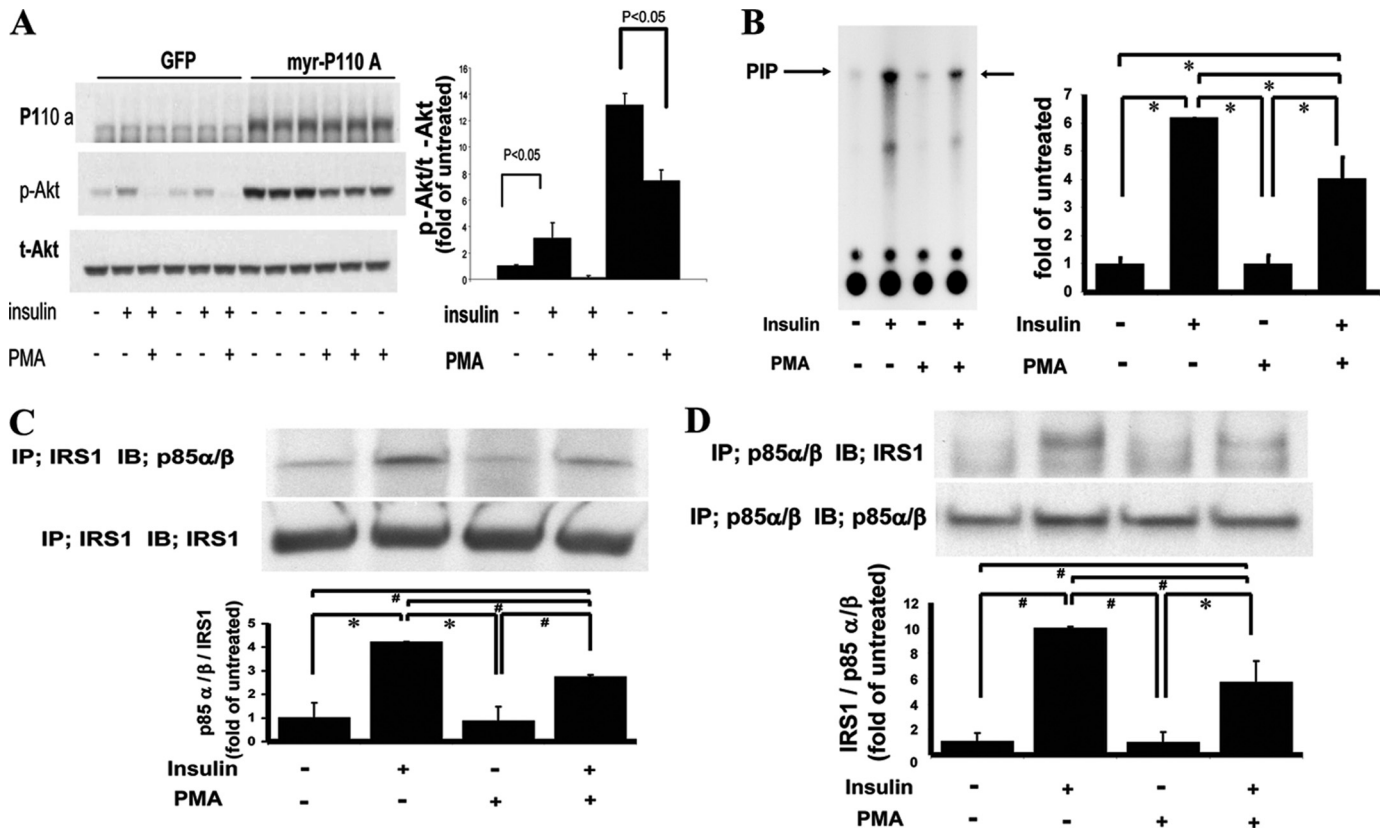 A
GFP myr-P110 A
P110 a
p-Akt
t-Akt
insulin - + + - + + - - - - - -
PMA - - + - - + - - - + + +
P<0.05
P<0.05
p-Akt/t -Akt
(fold of untreated)
16
14
12
10
8
6
4
2
0
insulin - + + - -
PMA - - + - +
B
PIP
Insulin - + - +
PMA - - + +
*
*
* * *
fold of untreated
7
6
5
4
3
2
1
0
Insulin - + - +
PMA - - + +
C
IP; IRS1 IB; p85α/β
IP; IRS1 IB; IRS1
#
#
* * #
p85 α / β / IRS1
(fold of untreated)
5
4
3
2
1
0
Insulin - + - +
PMA - - + +
D
IP; p85α/β IB; IRS1
IP; p85α/β IB; p85α/β
#
#
# # *
IRS1 / p85 α/β
(fold of untreated)
12
10
8
6
4
2
0
Insulin - + - +
PMA - - + +